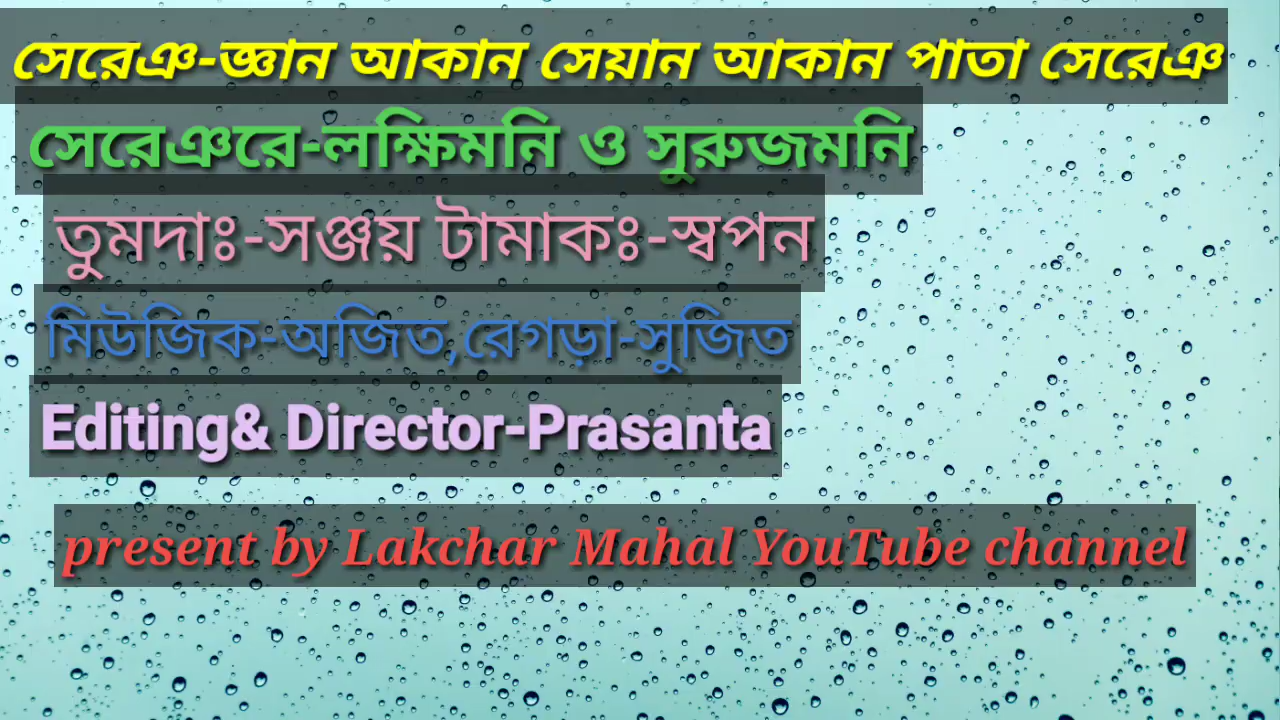 সেরেঞ-জ্ঞান আকান সেয়ান আকান পাতা সেরেঞ
সেরেঞরে-লক্ষিমনি ও সুরুজমনি
তুমদাঃ-সঞ্জয় টামাকঃ-স্বপন
মিউজিক-অজিত,রেগড়া-সুজিত
Editing& Director-Prasanta
present by Lakchar Mahal YouTube channel